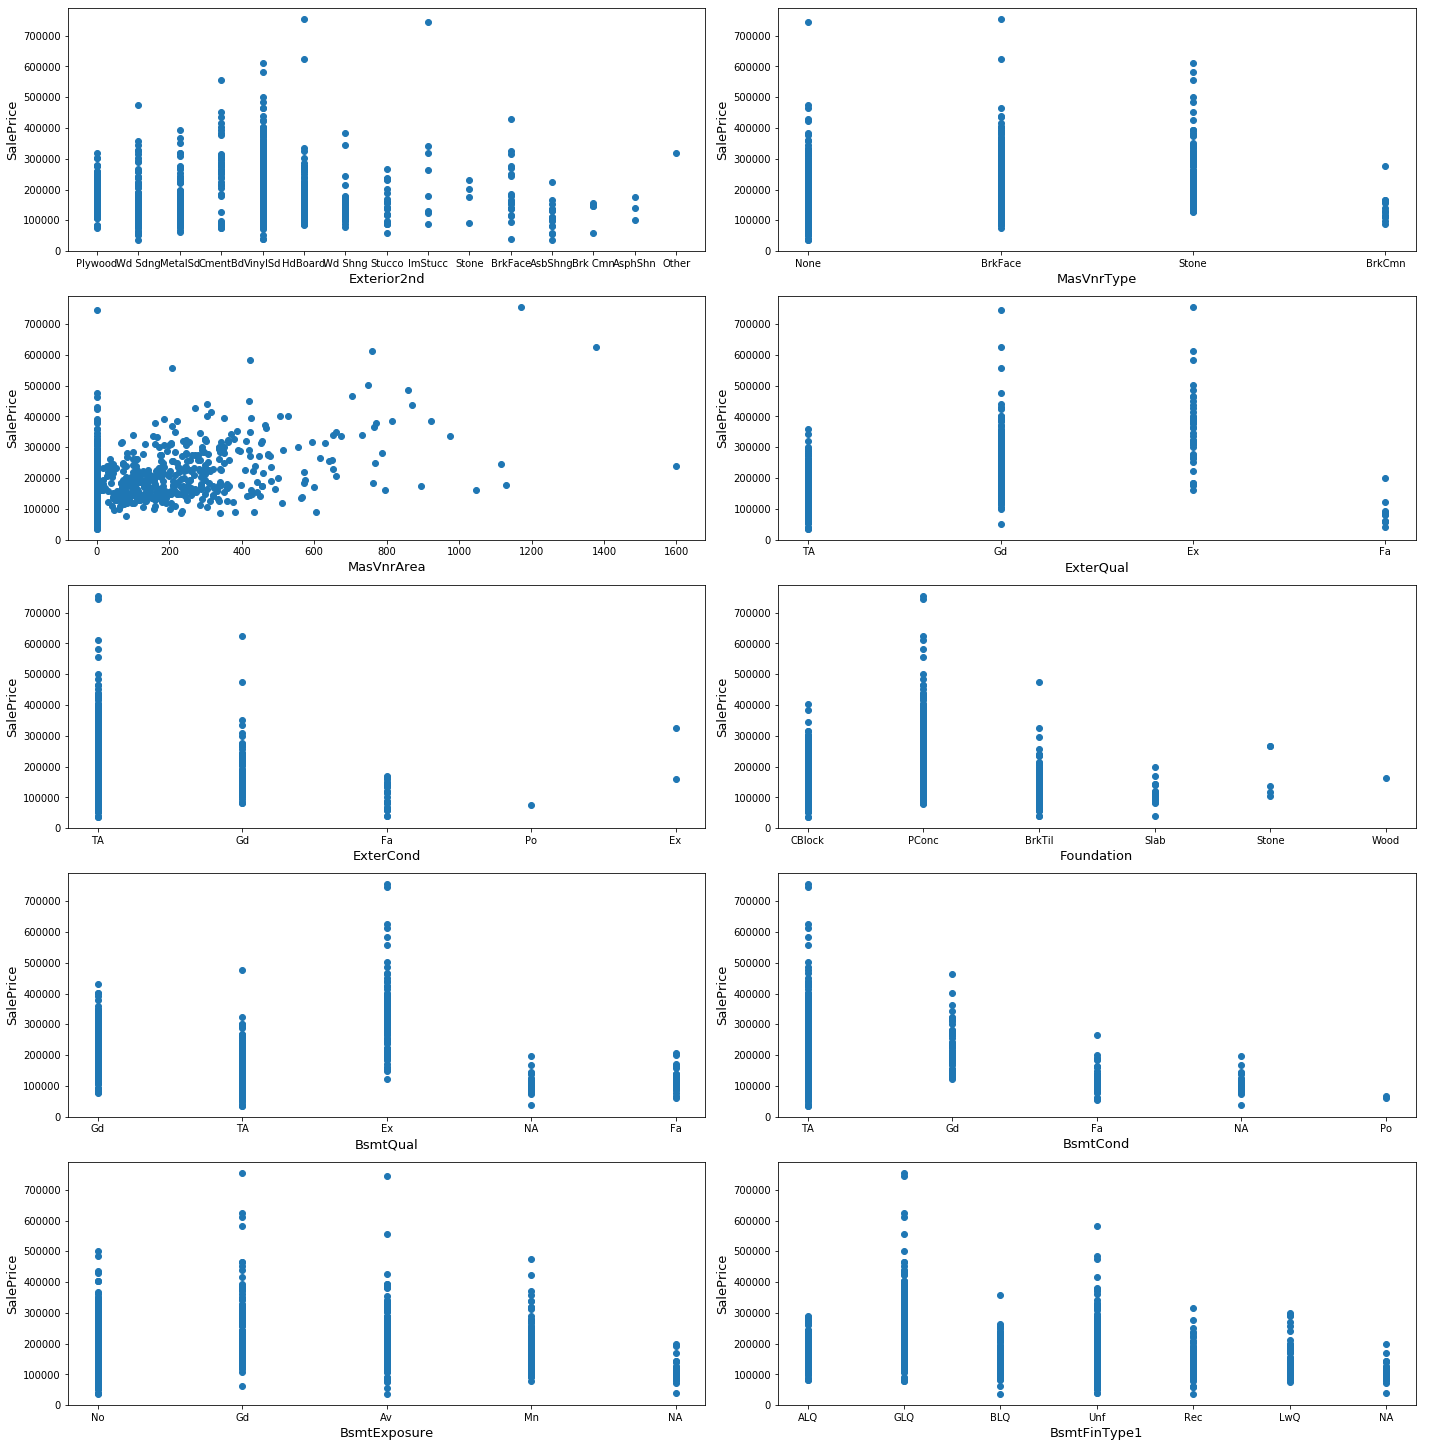 700000
600000
500000
400000
300000
200000
100000
0
SalePrice
Plywood Wd Sdng MetalSd CmentBd VinylSd HdBoard Wd Shng Stucco ImStucc Stone BrkFace AsbShng Brk Cmn AsphShn Other
Exterior2nd
700000
600000
500000
400000
300000
200000
100000
0
SalePrice
None BrkFace Stone BrkCmn
MasVnrType
700000
600000
500000
400000
300000
200000
100000
0
SalePrice
0 200 400 600 800 1000 1200 1400 1600
MasVnrArea
700000
600000
500000
400000
300000
200000
100000
0
SalePrice
TA Gd Ex Fa
ExterQual
700000
600000
500000
400000
300000
200000
100000
0
SalePrice
TA Gd Fa Po Ex
ExterCond
700000
600000
500000
400000
300000
200000
100000
0
SalePrice
CBlock PConc BrkTil Slab Stone Wood
Foundation
700000
600000
500000
400000
300000
200000
100000
0
SalePrice
Gd TA Ex NA Fa
BsmtQual
700000
600000
500000
400000
300000
200000
100000
0
SalePrice
TA Gd Fa NA Po
BsmtCond
700000
600000
500000
400000
300000
200000
100000
0
SalePrice
No Gd Av Mn NA
BsmtExposure
700000
600000
500000
400000
300000
200000
100000
0
SalePrice
ALQ GLQ BLQ Unf Rec LwQ NA
BsmtFinType1